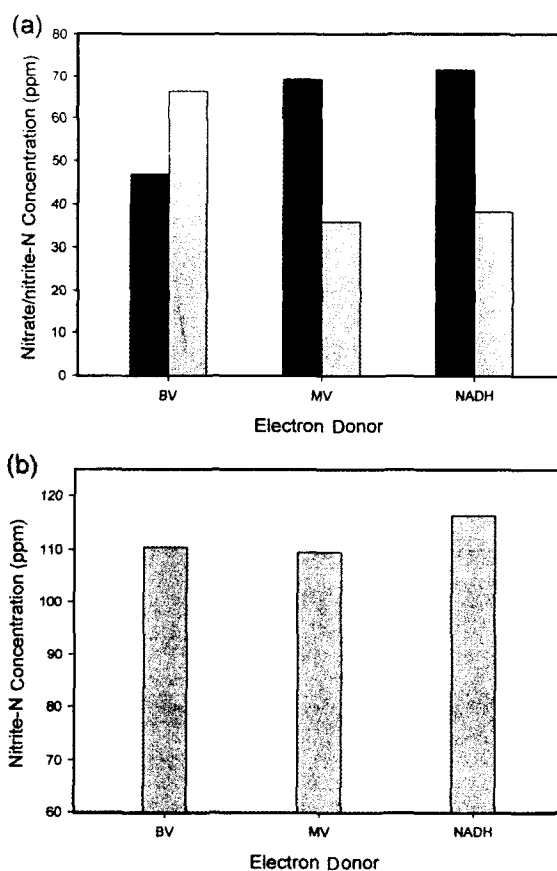 (a)
Nitrate/nitrite-N Concentration (ppm)
80
70
60
50
40
30
20
10
0
BV MV NADH
Electron Donor
(b)
Nitrite-N Concentration (ppm)
120
110
100
90
80
70
60
BV MV NADH
Electron Donor